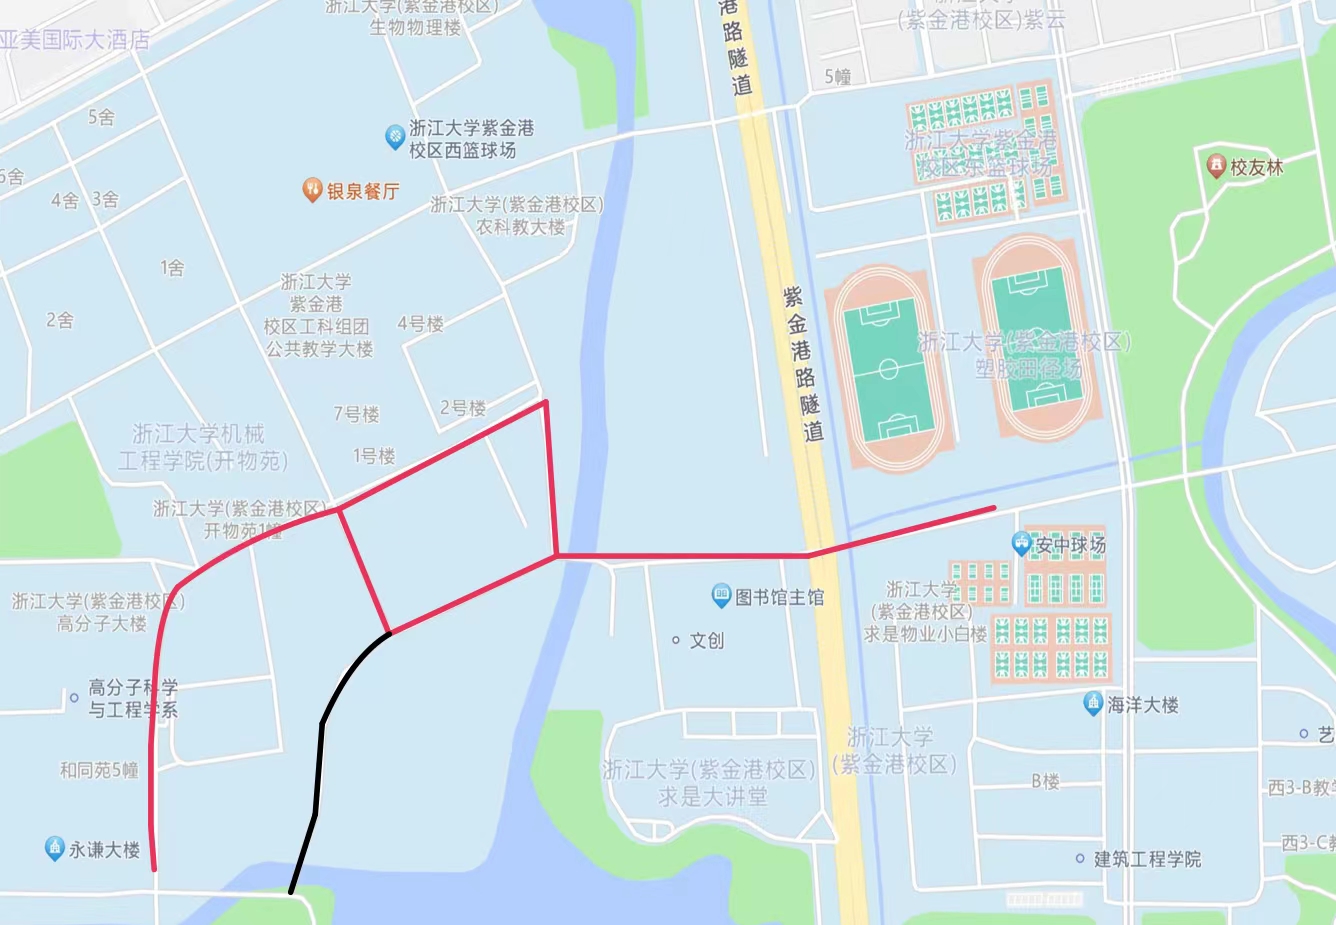 浙江大学(紫金港校区)
生物物理楼
(紫金港校区)紫云
亚美国际大酒店
港
路
隧
道
5幢
5舍
浙江大学紫金港
校区西篮球场
浙江大学紫金港
校区东篮球场
校友林
6舍
4舍
3舍
银泉餐厅
浙江大学(紫金港校区)
农科教大楼
1舍
浙江大学
紫金港
校区工科组团
公共教学大楼
2舍
4号楼
紫
金
港
路
隧
道
浙江大学(紫金港校区)
塑胶田径场
7号楼
2号楼
浙江大学机械
工程学院(开物苑)
1号楼
浙江大学(紫金港校区)
开物苑1幢
安中球场
浙江大学(紫金港校区)
高分子大楼
图书馆主馆
浙江大学
(紫金港校区)
求是物业小白楼
文创
高分子科学
与工程学系
海洋大楼
艺
浙江大学
(紫金港校区)
和同苑5幢
浙江大学(紫金港校区)
求是大讲堂
B楼
西3-B教
永谦大楼
西3-C教
建筑工程学院